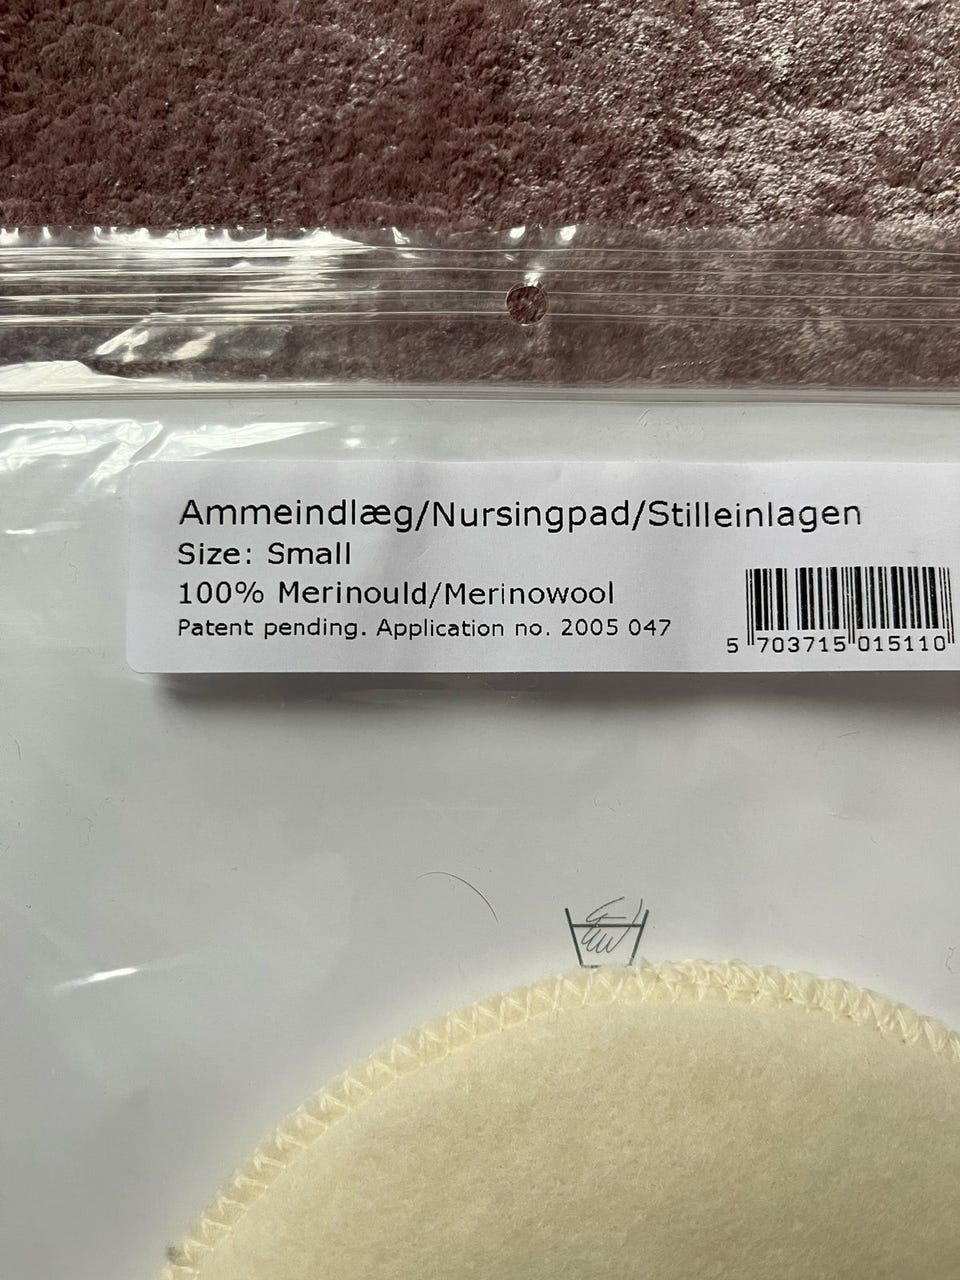 Ammeindlæg/Nursingpad/Stilleinlagen
Size: Small
100% Merinould/Merinowool
Patent pending. Application no. 2005 047
5 703715 015110